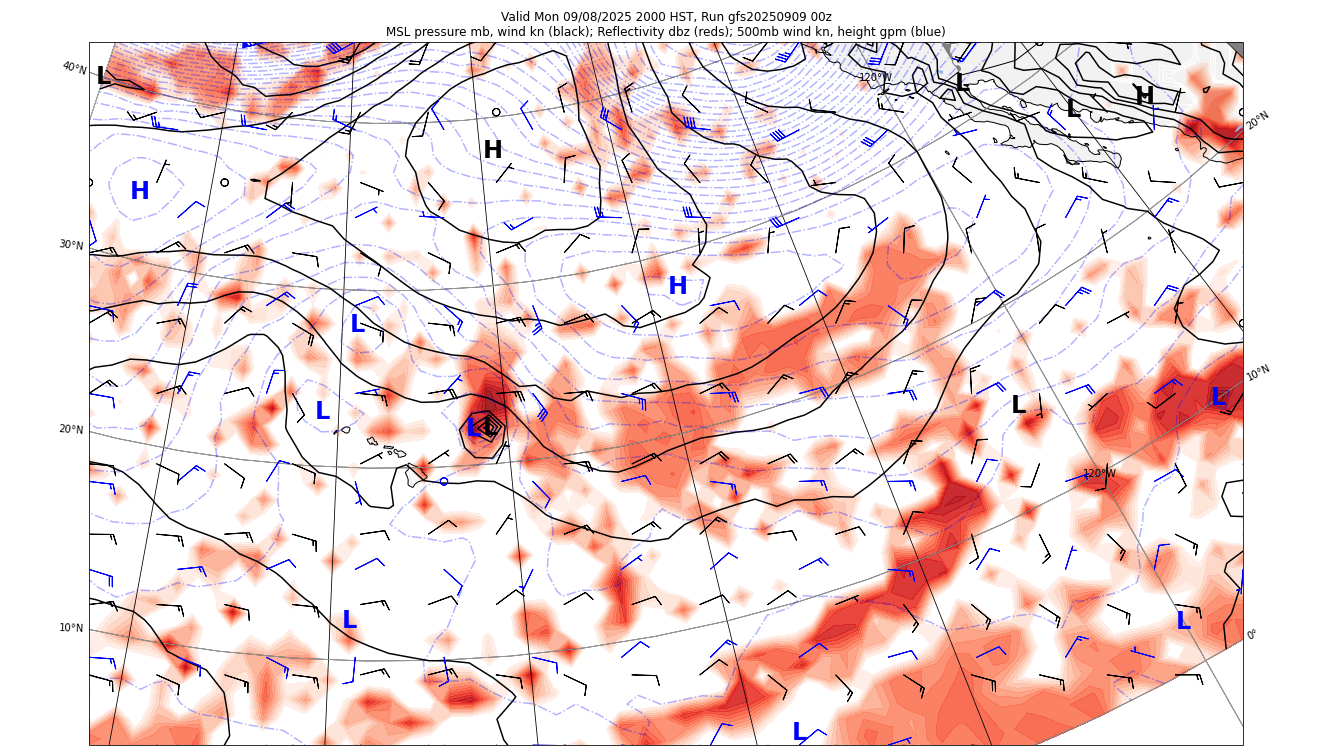 Valid Mon 09/08/2025 2000 HST, Run gfs20250909 00z
MSL pressure mb, wind kn (black); Reflectivity dbz (reds); 500mb wind kn, height gpm (blue)
40°N
L
120°W
L
H
L
20°N
H
H
30°N
H
L
10°N
L
L
L
20°N
L
L
120°W
10°N
L
L
0°
L